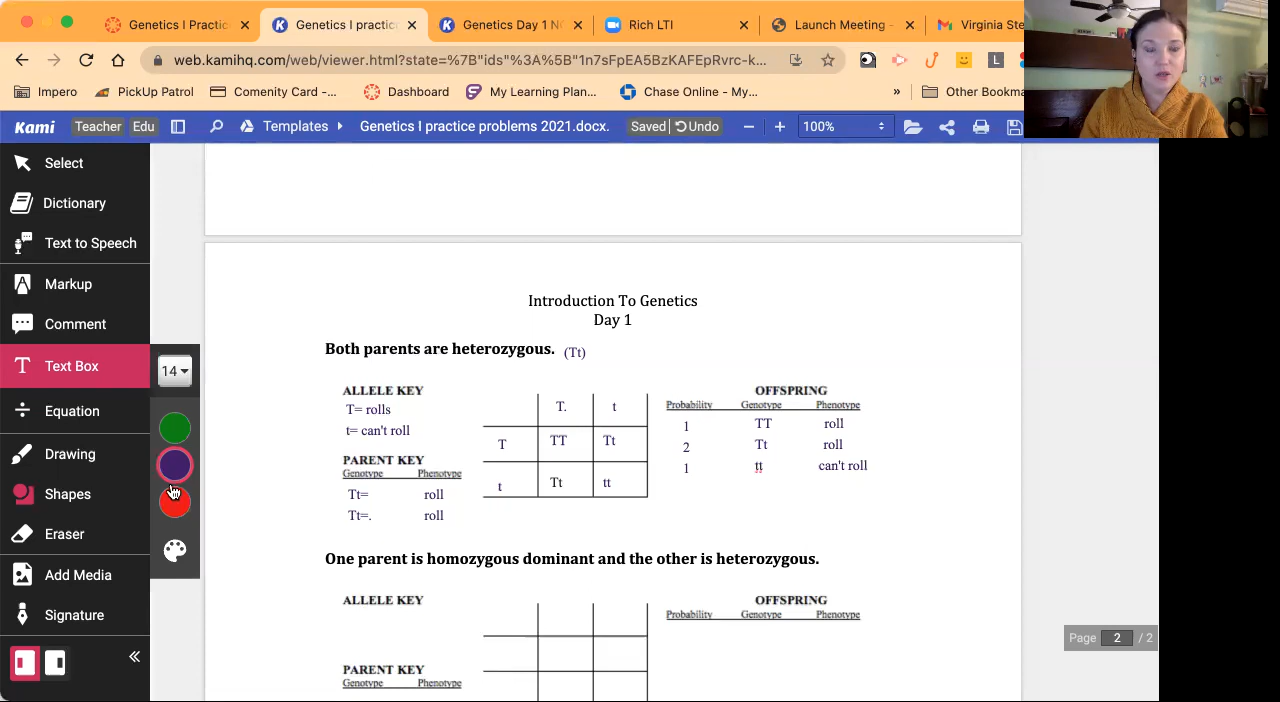 Genetics I Practic
Genetics I practic
Genetics Day 1 NO
Rich LTI
Launch Meeting -
Virginia Ste
web.kamihq.com/web/viewer.html?state=%7B"ids"%3A%5B"1n7sFpEA5BzKAFEpRvrc-k...
Impero
PickUp Patrol
Comenity Card -...
Dashboard
My Learning Plan...
Chase Online - My...
»
Other Bookma
Kami Teacher Edu Templates Genetics I practice problems 2021.docx. Saved Undo 100%
Select
Dictionary
Text to Speech
Markup
Comment
Text Box
Equation
Drawing
Shapes
Eraser
Add Media
Signature
14
Introduction To Genetics
Day 1
Both parents are heterozygous. (Tt)
ALLELE KEY
T= rolls
t= can't roll
PARENT KEY
Genotype Phenotype
Tt= roll
Tt=. roll
T. t
T TT Tt
t Tt tt
OFFSPRING
Probability Genotype Phenotype
1 TT roll
2 Tt roll
1 tt can't roll
One parent is homozygous dominant and the other is heterozygous.
ALLELE KEY
PARENT KEY
Genotype Phenotype
OFFSPRING
Probability Genotype Phenotype
Page 2 / 2